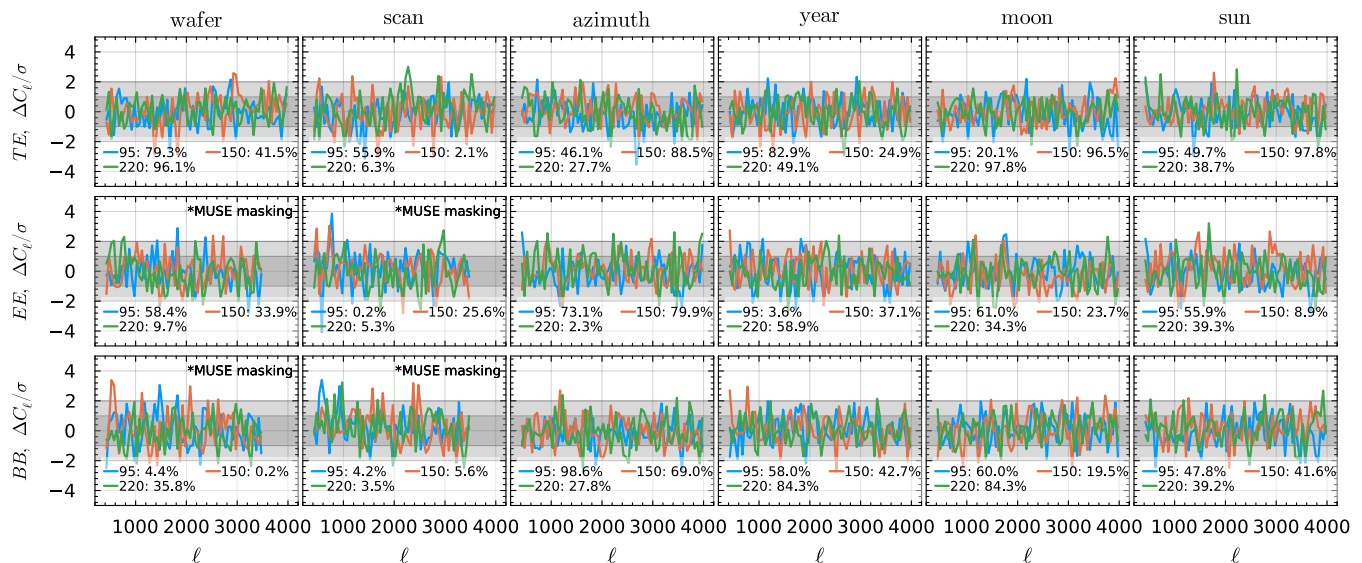 wafer scan azimuth year moon sun
TE, ΔCℓ/σ
4
2
0
−2
−4
95: 79.3% 150: 41.5%
220: 96.1%
95: 55.9% 150: 2.1%
220: 6.3%
95: 46.1% 150: 88.5%
220: 27.7%
95: 82.9% 150: 24.9%
220: 49.1%
95: 20.1% 150: 96.5%
220: 97.8%
95: 49.7% 150: 97.8%
220: 38.7%
EE, ΔCℓ/σ
4
2
0
−2
−4
*MUSE masking
95: 58.4% 150: 33.9%
220: 9.7%
*MUSE masking
95: 0.2% 150: 25.6%
220: 5.3%
95: 73.1% 150: 79.9%
220: 2.3%
95: 3.6% 150: 37.1%
220: 58.9%
95: 61.0% 150: 23.7%
220: 34.3%
95: 55.9% 150: 8.9%
220: 39.3%
BB, ΔCℓ/σ
4
2
0
−2
−4
*MUSE masking
95: 4.4% 150: 0.2%
220: 35.8%
*MUSE masking
95: 4.2% 150: 5.6%
220: 3.5%
95: 98.6% 150: 69.0%
220: 27.8%
95: 58.0% 150: 42.7%
220: 84.3%
95: 60.0% 150: 19.5%
220: 84.3%
95: 47.8% 150: 41.6%
220: 39.2%
1000 2000 3000 4000 1000 2000 3000 4000 1000 2000 3000 4000 1000 2000 3000 4000 1000 2000 3000 4000 1000 2000 3000 4000
ℓ ℓ ℓ ℓ ℓ ℓ